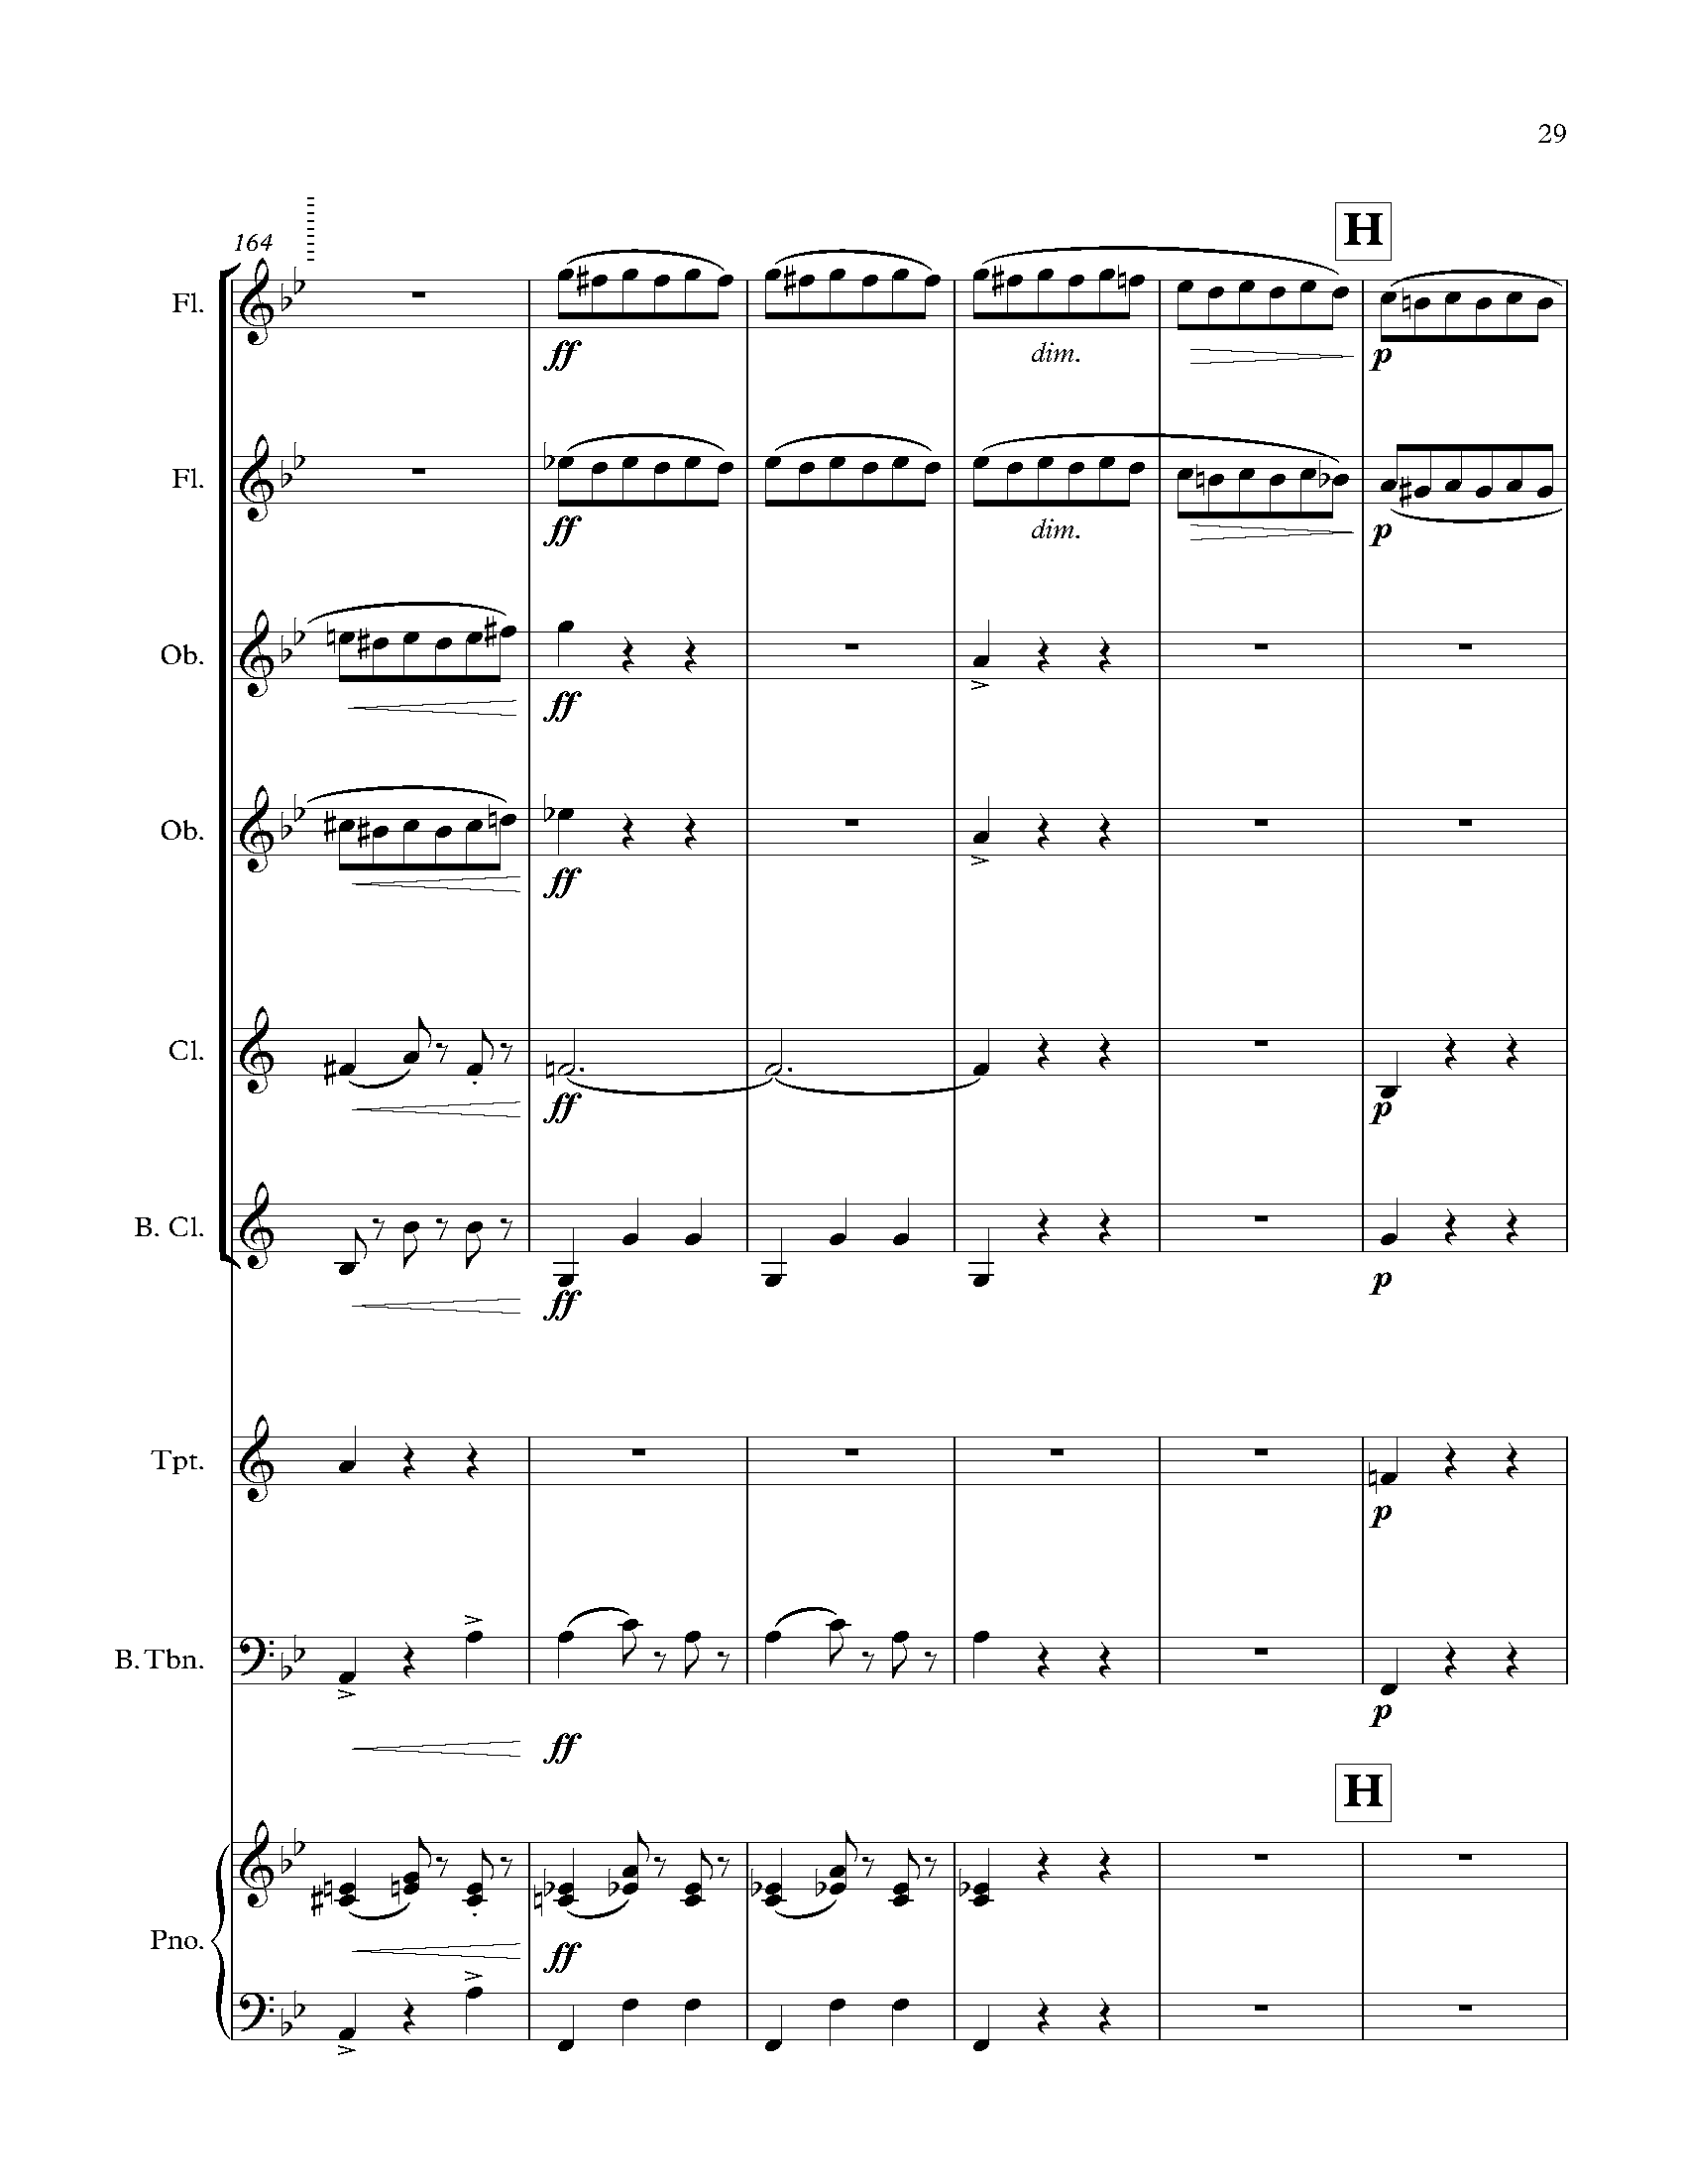 29
H
164
Fl.
ff
dim.
p
Fl.
ff
dim.
p
Ob.
ff
Ob.
ff
Cl.
ff
p
B. Cl.
ff
p
Tpt.
p
B. Tbn.
p
ff
H
Pno.
ff